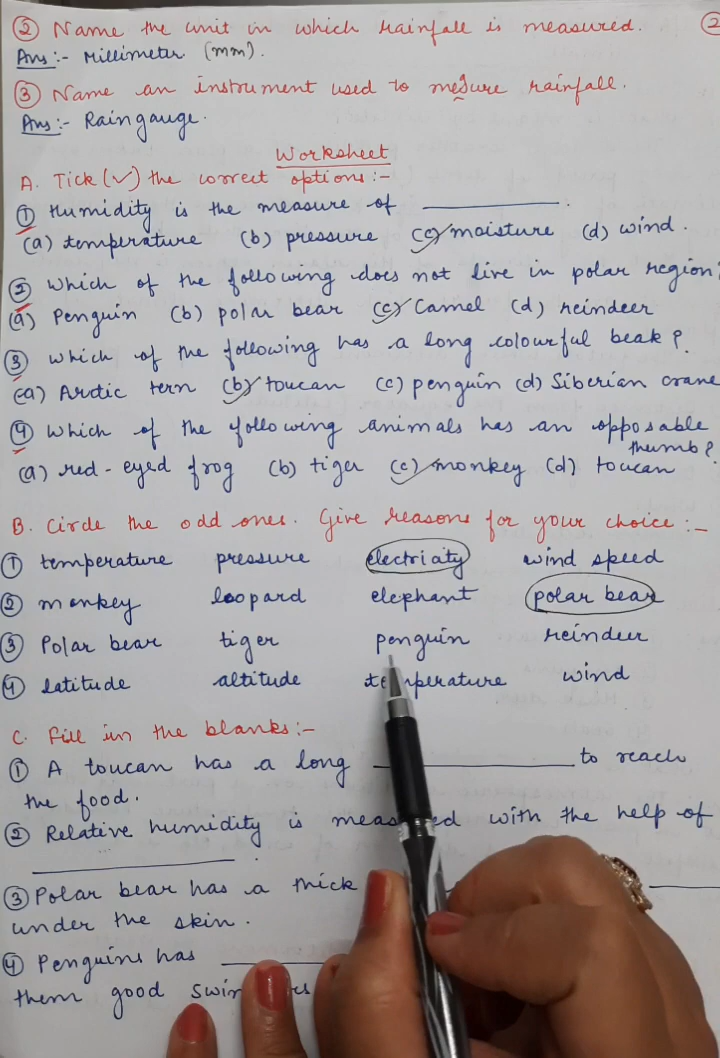 ② Name the unit in which rainfall is measured. ②
Ans:- Millimeter (mm).
③ Name an instrument used to mesure rainfall.
Ans:- Raingauge.
Worksheet
A. Tick (✓) the correct options:-
① Humidity is the measure of ________.
(a) temperature (b) pressure (c) moisture (d) wind.
② Which of the following does not live in polar region?
(a) Penguin (b) polar bear (c) Camel (d) reindeer
③ Which of the following has a long colourful beak?
(a) Arctic tern (b) toucan (c) penguin (d) Siberian crane
④ Which of the following animals has an opposable
thumb?
(a) red-eyed frog (b) tiger (c) monkey (d) toucan
B. Circle the odd ones. Give reasons for your choice:-
① temperature pressure electricity wind speed
② monkey leopard elephant polar bear
③ Polar bear tiger penguin reindeer
④ latitude altitude temperature wind
C. Fill in the blanks:-
① A toucan has a long ________ to reach
the food.
② Relative humidity is measured with the help of
________.
③ Polar bear has a thick ________
under the skin.
④ Penguins has ________
them good